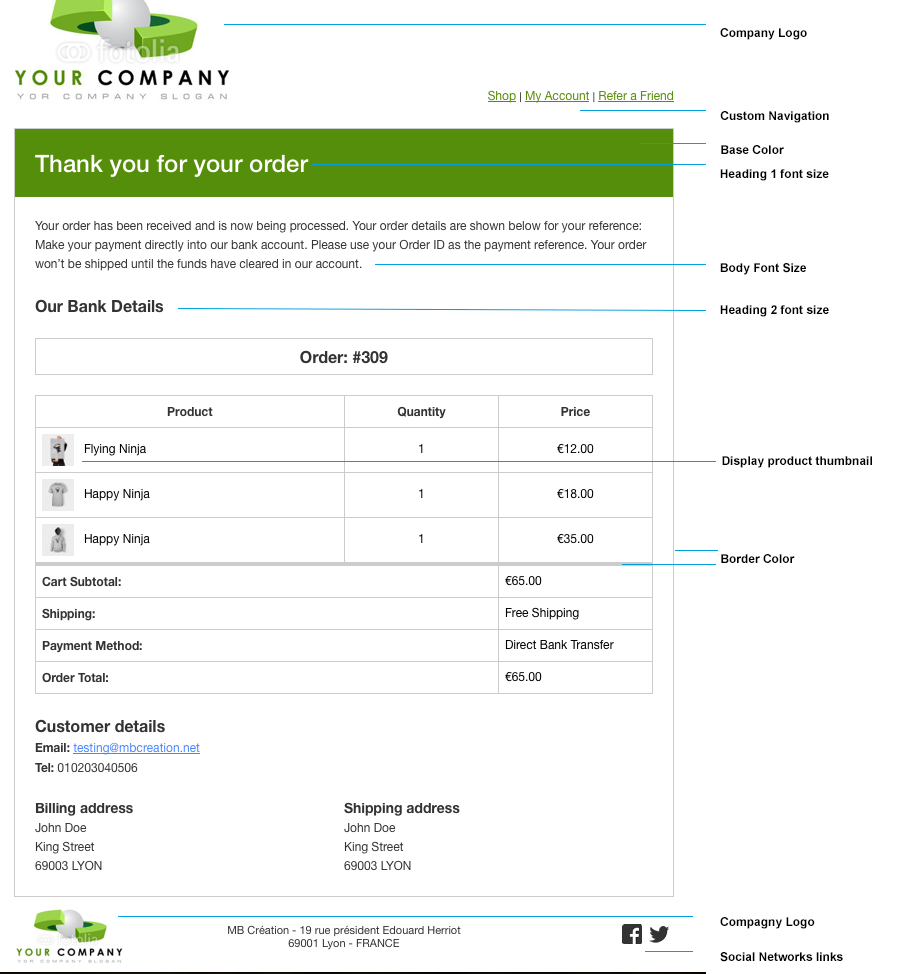 fotolia
Company Logo
YOUR COMPANY
YOR COMPANY SLOGAN
Shop | My Account | Refer a Friend
Custom Navigation
Base Color
Thank you for your order
Heading 1 font size
Your order has been received and is now being processed. Your order details are shown below for your reference:
Make your payment directly into our bank account. Please use your Order ID as the payment reference. Your order
won't be shipped until the funds have cleared in our account.
Body Font Size
Our Bank Details
Heading 2 font size
Order: #309
Product Quantity Price
Flying Ninja 1 €12.00
Display product thumbnail
Happy Ninja 1 €18.00
Happy Ninja 1 €35.00
Border Color
Cart Subtotal: €65.00
Shipping: Free Shipping
Payment Method: Direct Bank Transfer
Order Total: €65.00
Customer details
Email: testing@mbcreation.net
Tel: 010203040506
Billing address Shipping address
John Doe John Doe
King Street King Street
69003 LYON 69003 LYON
Compagny Logo
MB Création - 19 rue président Edouard Herriot
69001 Lyon - FRANCE
YOUR COMPANY
Social Networks links